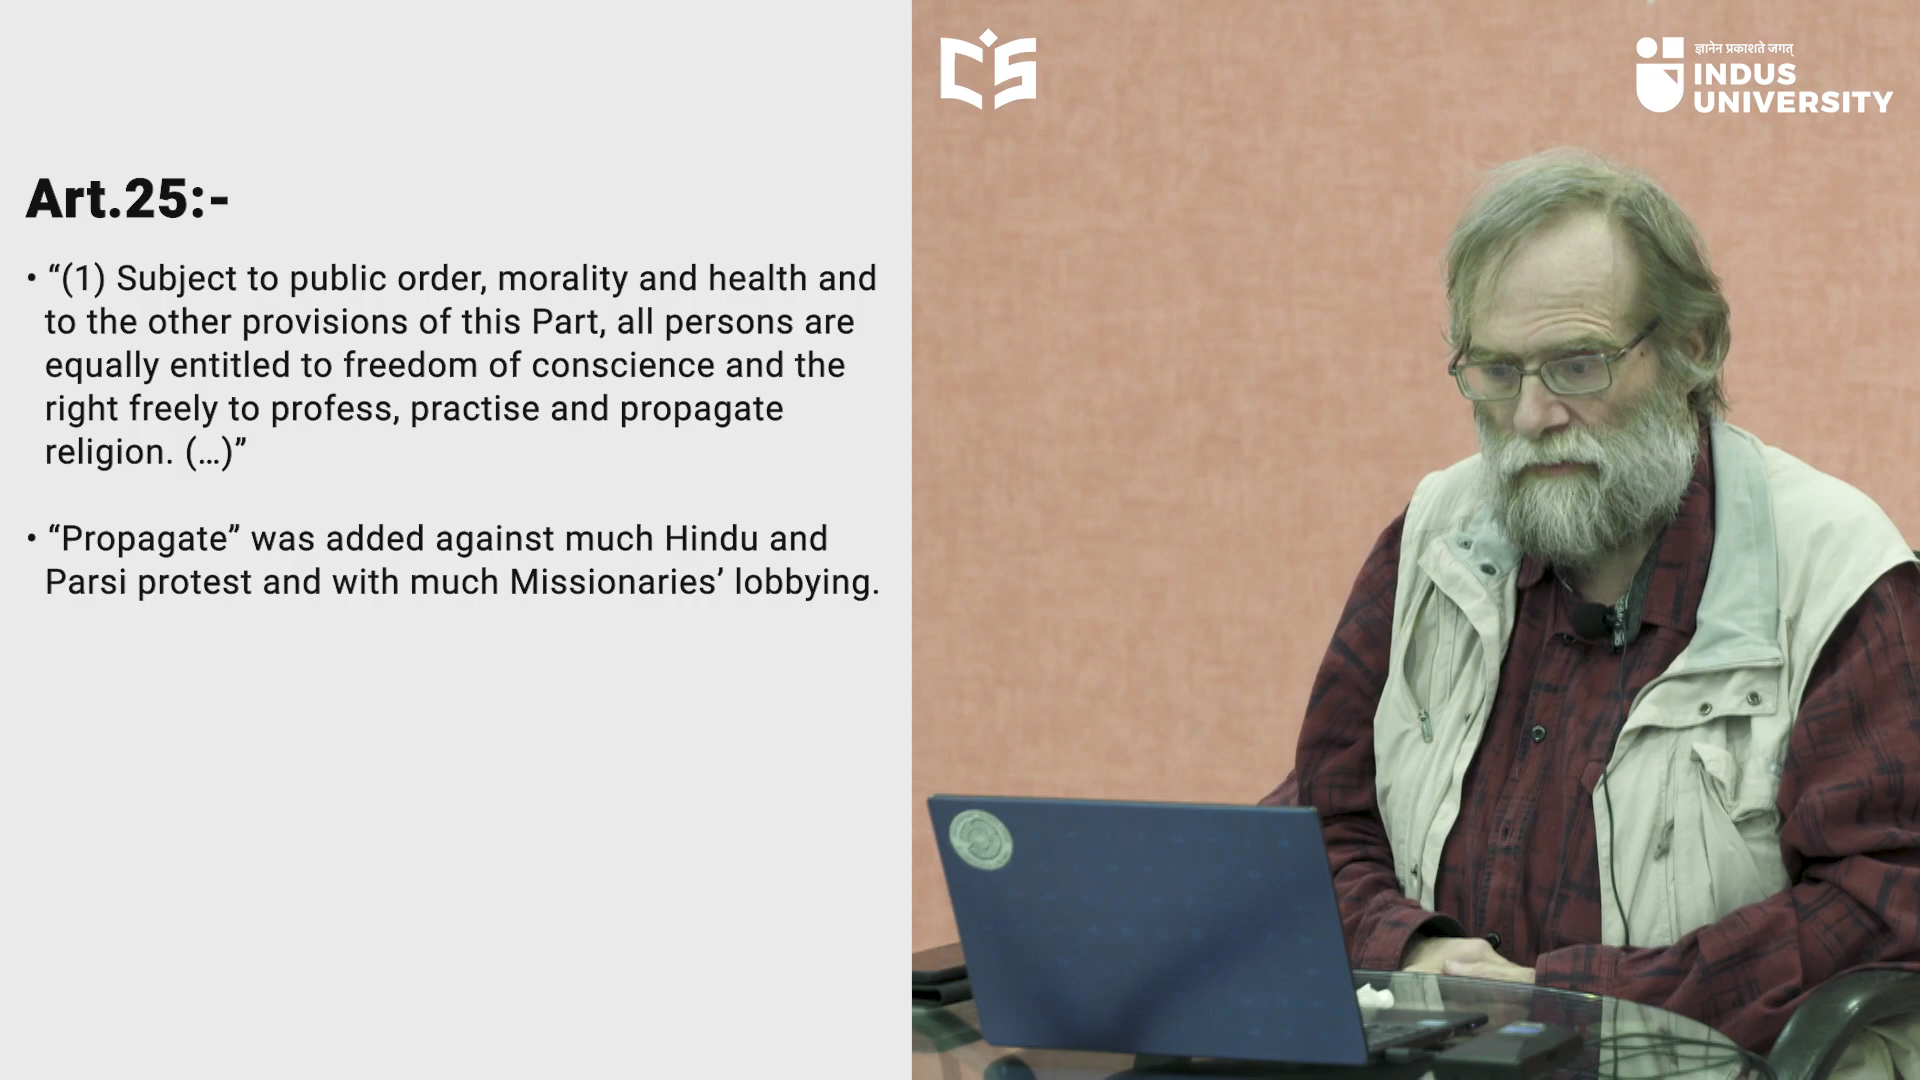 Art.25:-
• “(1) Subject to public order, morality and health and
to the other provisions of this Part, all persons are
equally entitled to freedom of conscience and the
right freely to profess, practise and propagate
religion. (...)”
• “Propagate” was added against much Hindu and
Parsi protest and with much Missionaries’ lobbying.
CIS
ज्ञानेन प्रकाशते जगत्
INDUS
UNIVERSITY